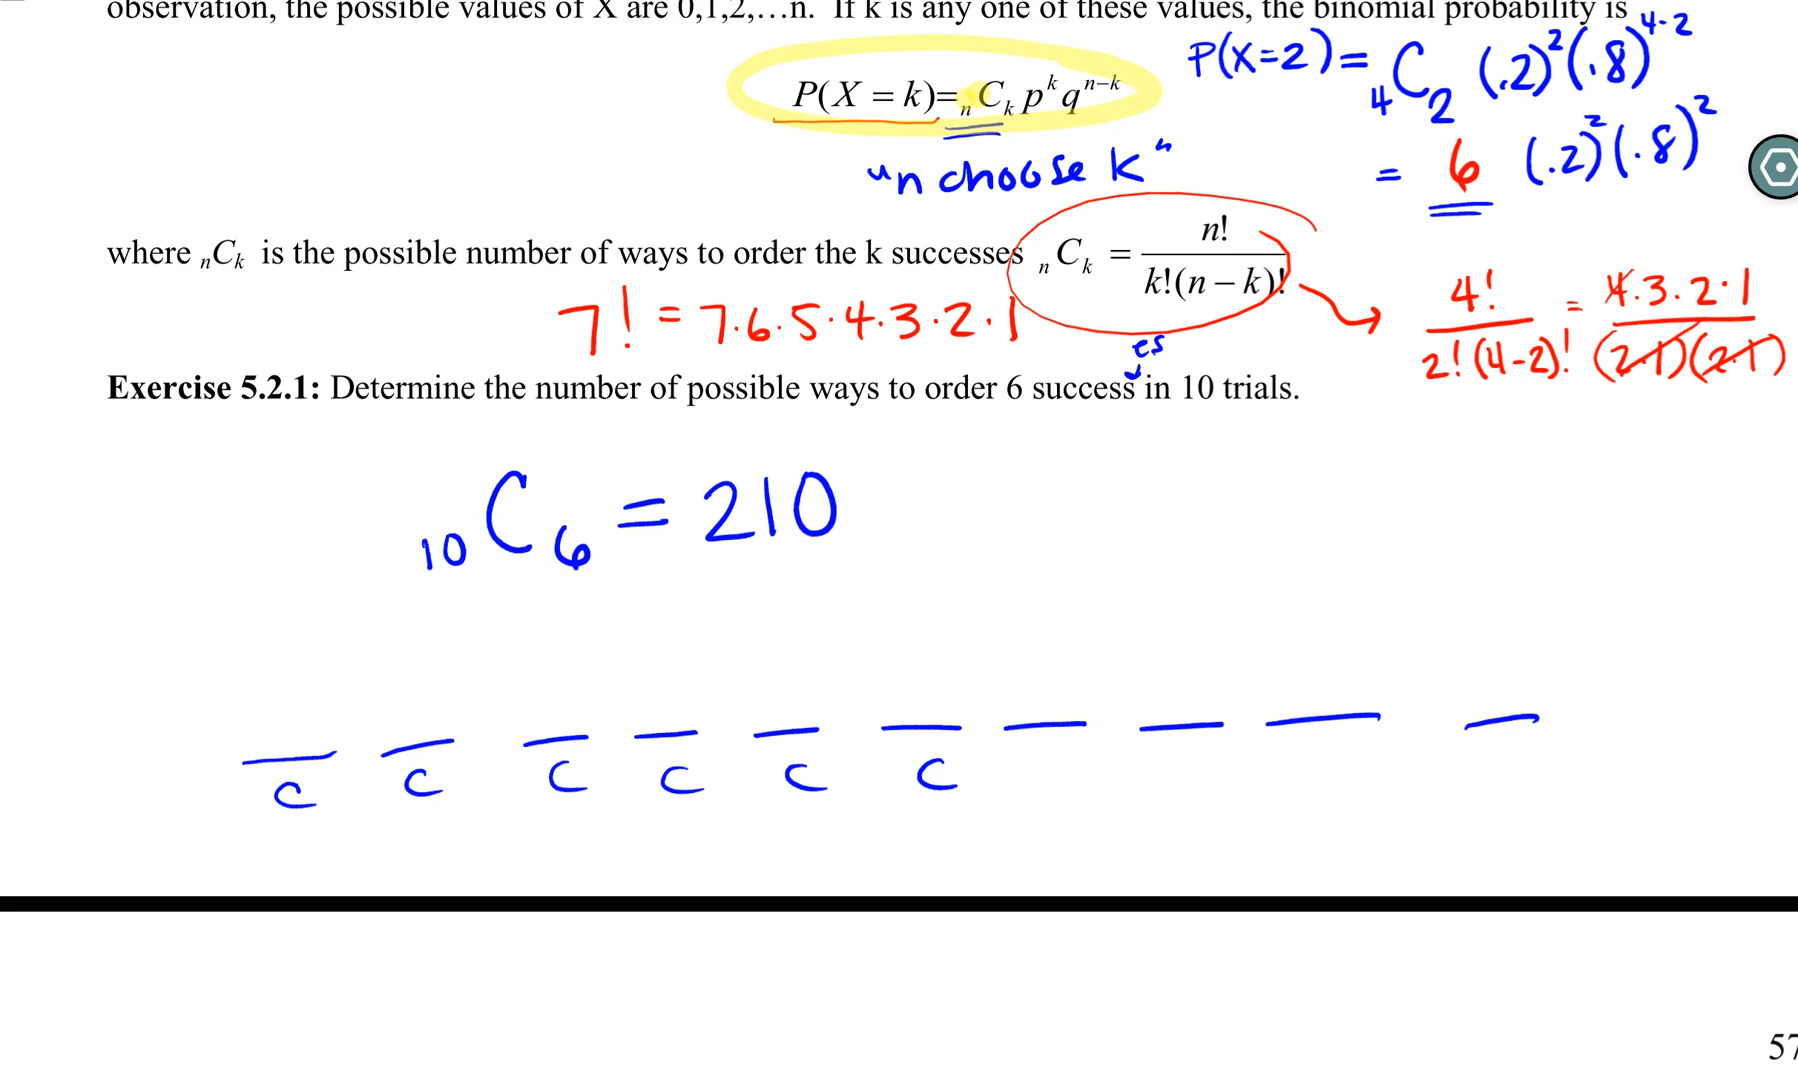 observation, the possible values of X are 0,1,2,…n. If k is any one of these values, the binomial probability is
P(X = k)= nCk p^k q^(n−k)
P(X=2) = 4C2 (.2)^2 (.8)^(4-2)
= 6 (.2)^2 (.8)^2
"n choose k"
where nCk is the possible number of ways to order the k successes nCk = n! / k!(n − k)!
7! = 7·6·5·4·3·2·1
4! / 2!(4-2)! = 4·3·2·1 / (2·1)(2·1)
es
Exercise 5.2.1: Determine the number of possible ways to order 6 success in 10 trials.
10C6 = 210
C C C C C C
57